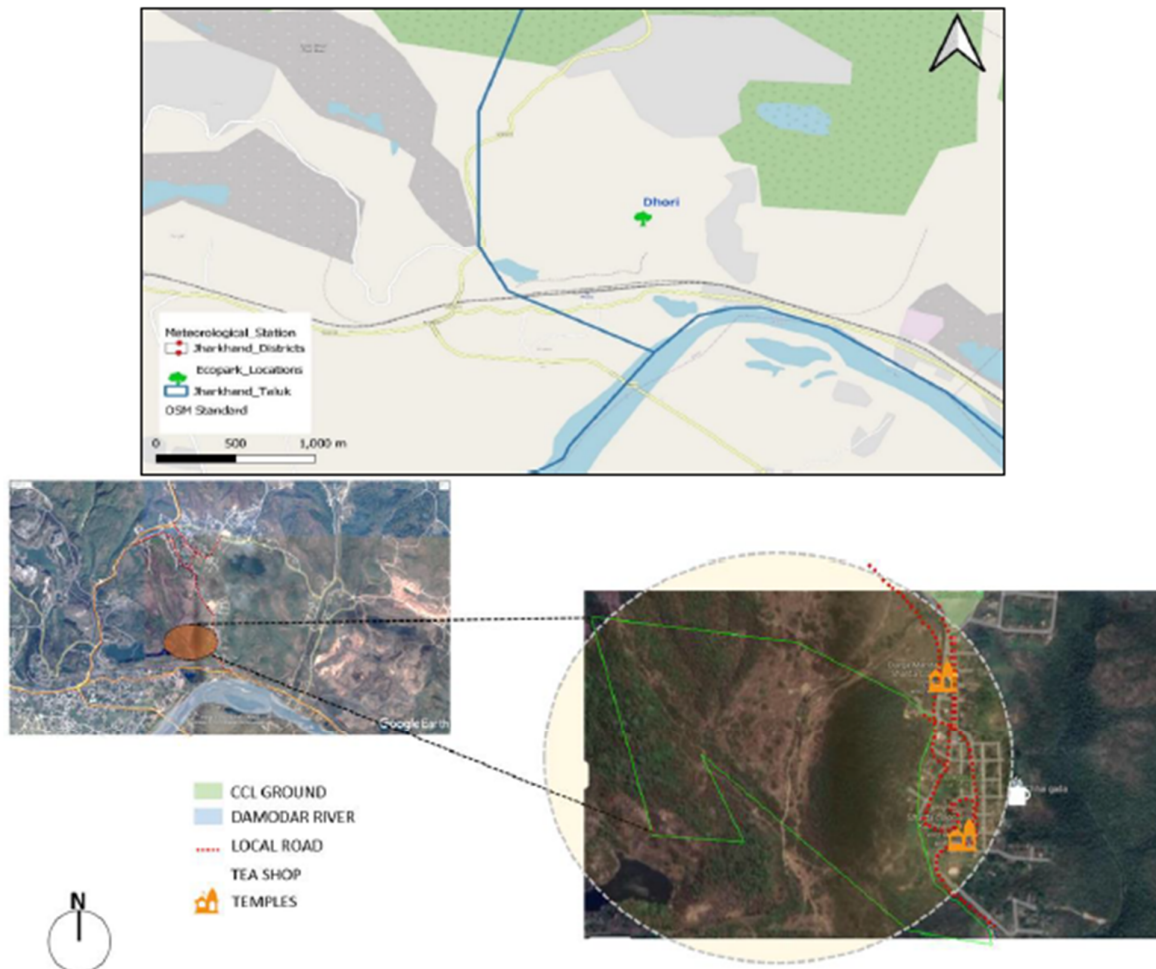 Dhori
Meteorological_Station
Jharkhand_Districts
Ecopark_Locations
Jharkhand_Taluk
OSM Standard
0 500 1,000 m
Google Earth
CCL GROUND
DAMODAR RIVER
LOCAL ROAD
TEA SHOP
TEMPLES
N